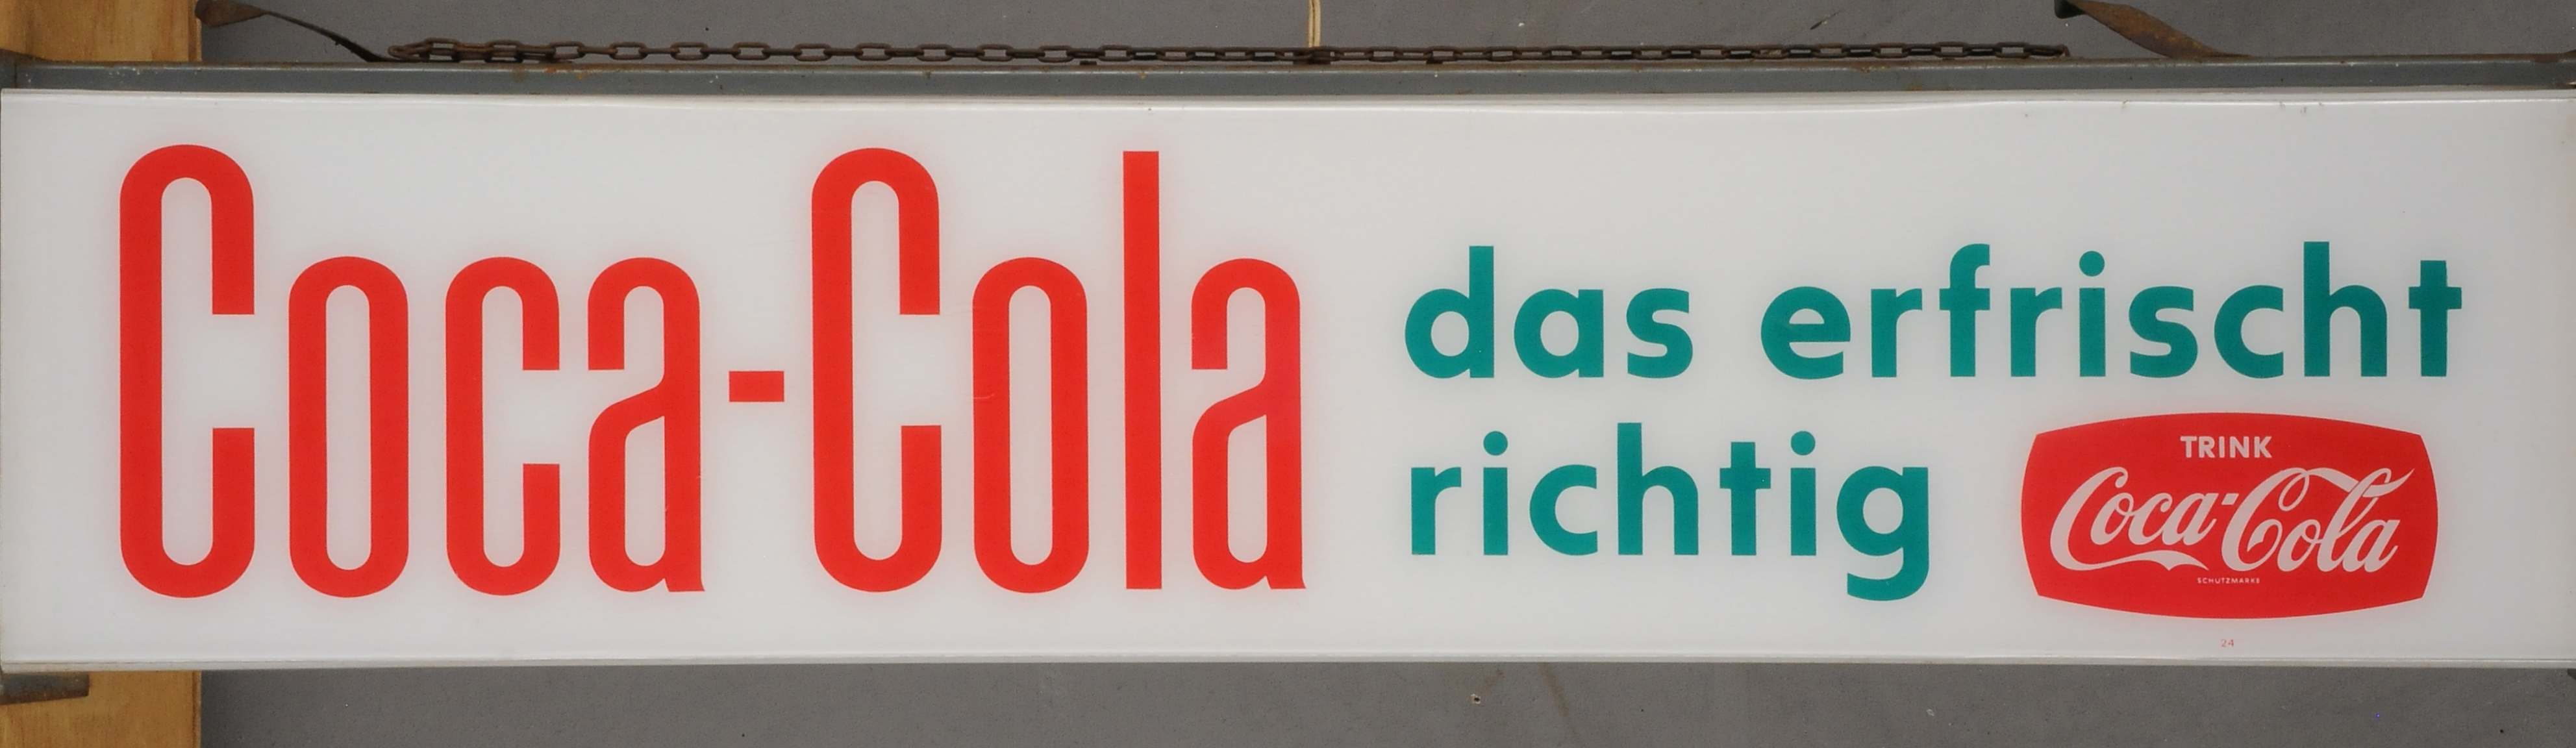 Coca-Cola
das erfrischt
richtig
TRINK
Coca-Cola
SCHUTZMARKE
24